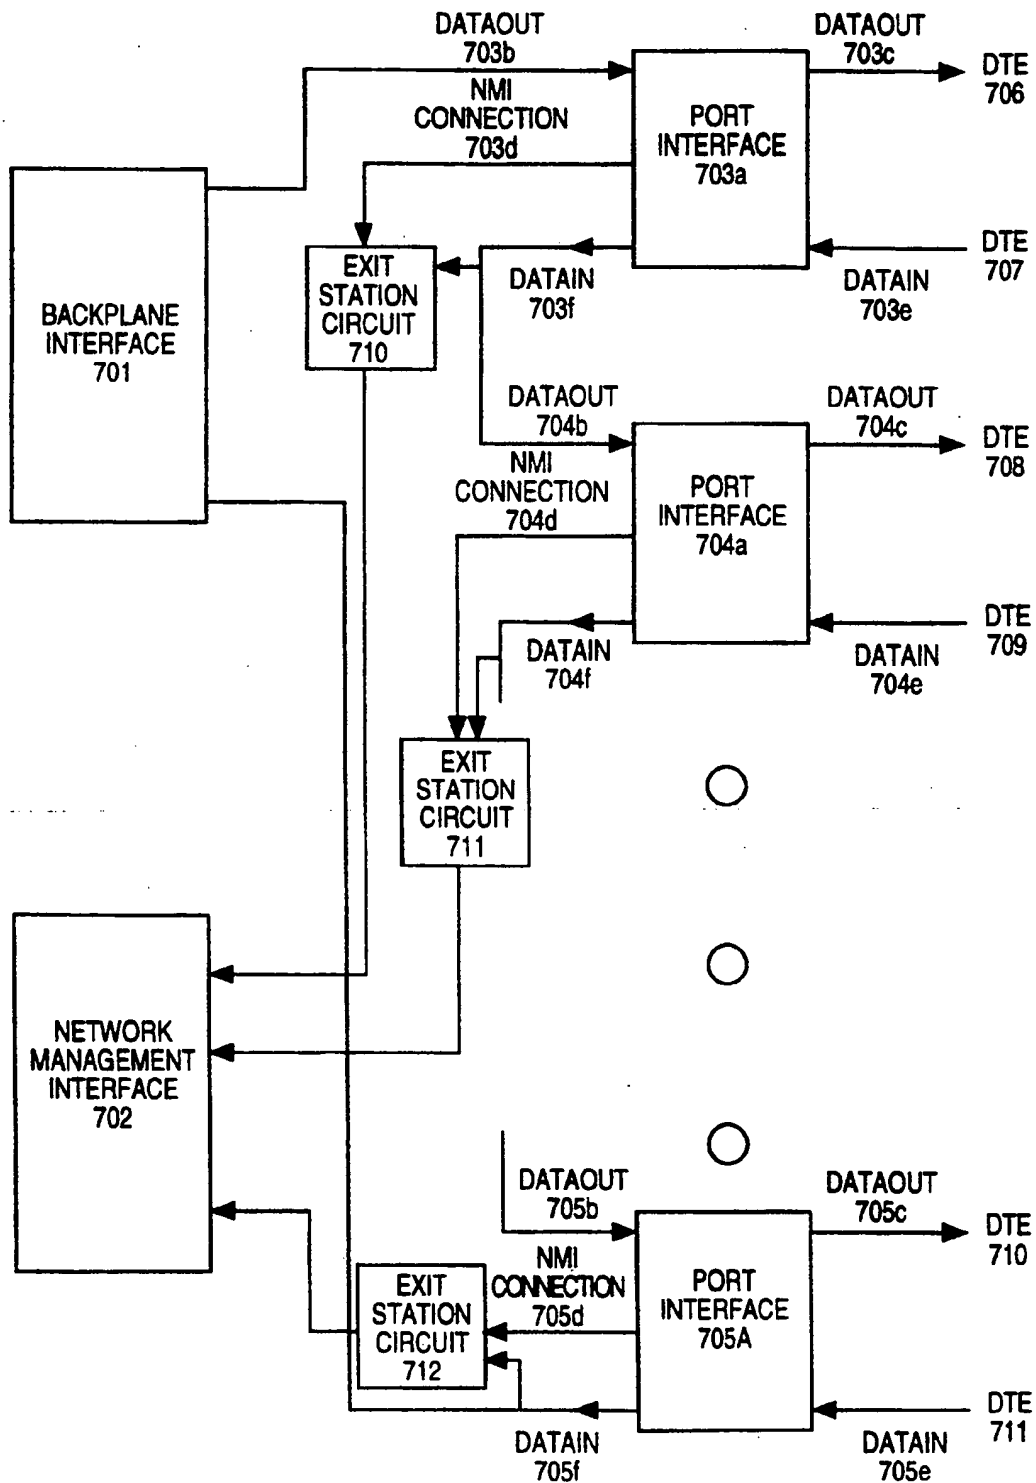 DATAOUT
703b
DATAOUT
703c
DTE
706
NMI
CONNECTION
703d
PORT
INTERFACE
703a
EXIT
STATION
CIRCUIT
710
DATAIN
703f
DATAIN
703e
DTE
707
BACKPLANE
INTERFACE
701
DATAOUT
704b
DATAOUT
704c
DTE
708
NMI
CONNECTION
704d
PORT
INTERFACE
704a
DATAIN
704f
DATAIN
704e
DTE
709
EXIT
STATION
CIRCUIT
711
NETWORK
MANAGEMENT
INTERFACE
702
DATAOUT
705b
DATAOUT
705c
DTE
710
NMI
CONNECTION
705d
PORT
INTERFACE
705A
EXIT
STATION
CIRCUIT
712
DATAIN
705f
DATAIN
705e
DTE
711